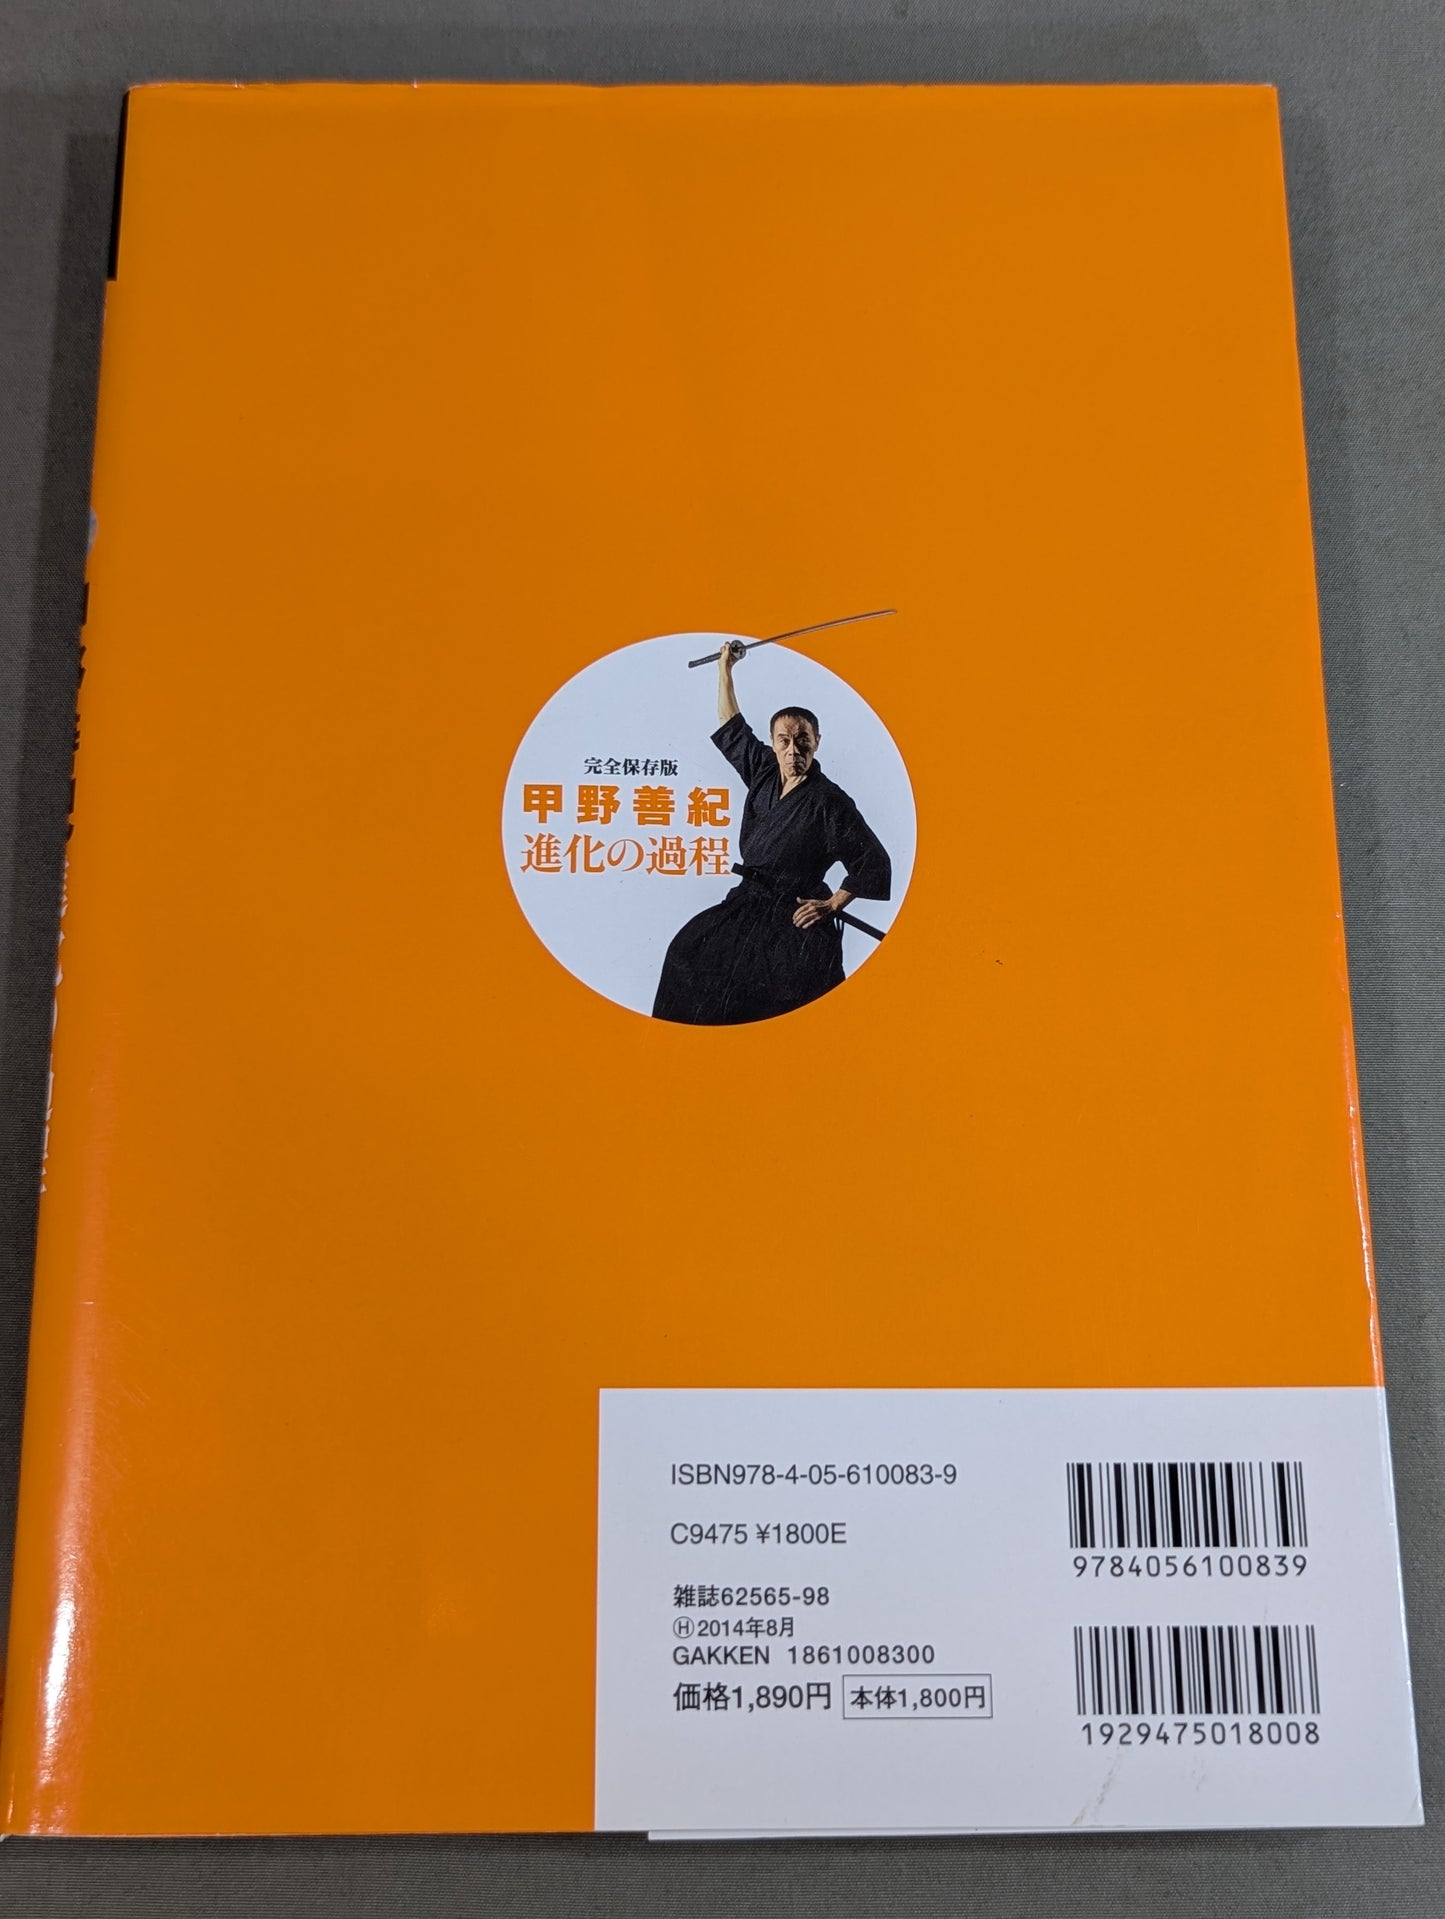 完全保存版
甲野善紀
進化の過程
ISBN978-4-05-610083-9
C9475 ¥1800E
雑誌62565-98
Ⓗ2014年8月
GAKKEN 1861008300
価格1,890円 本体1,800円
9784056100839
1929475018008